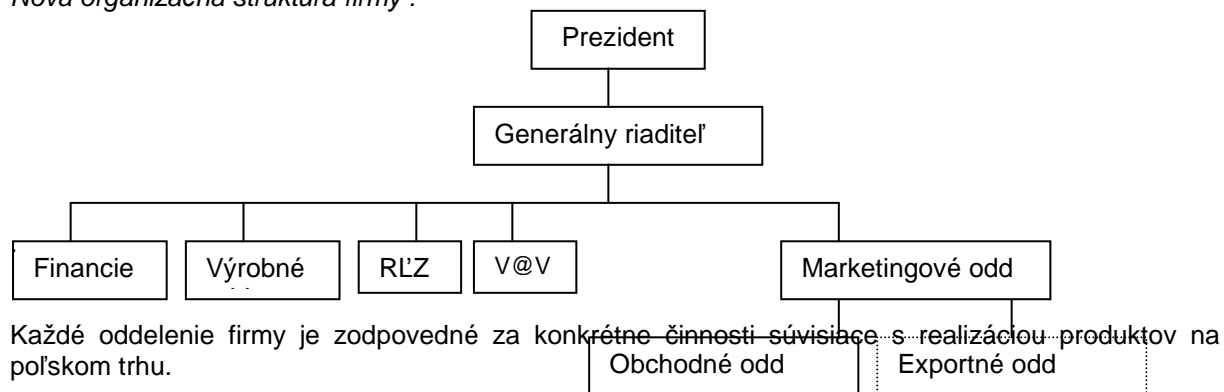 Nová organizačná štruktúra firmy :
Prezident
Generálny riaditeľ
Financie
Výrobné
RĽZ
V@V
Marketingové odd
Každé oddelenie firmy je zodpovedné za konkrétne činnosti súvisiace s realizáciou produktov na
poľskom trhu.
Obchodné odd
Exportné odd